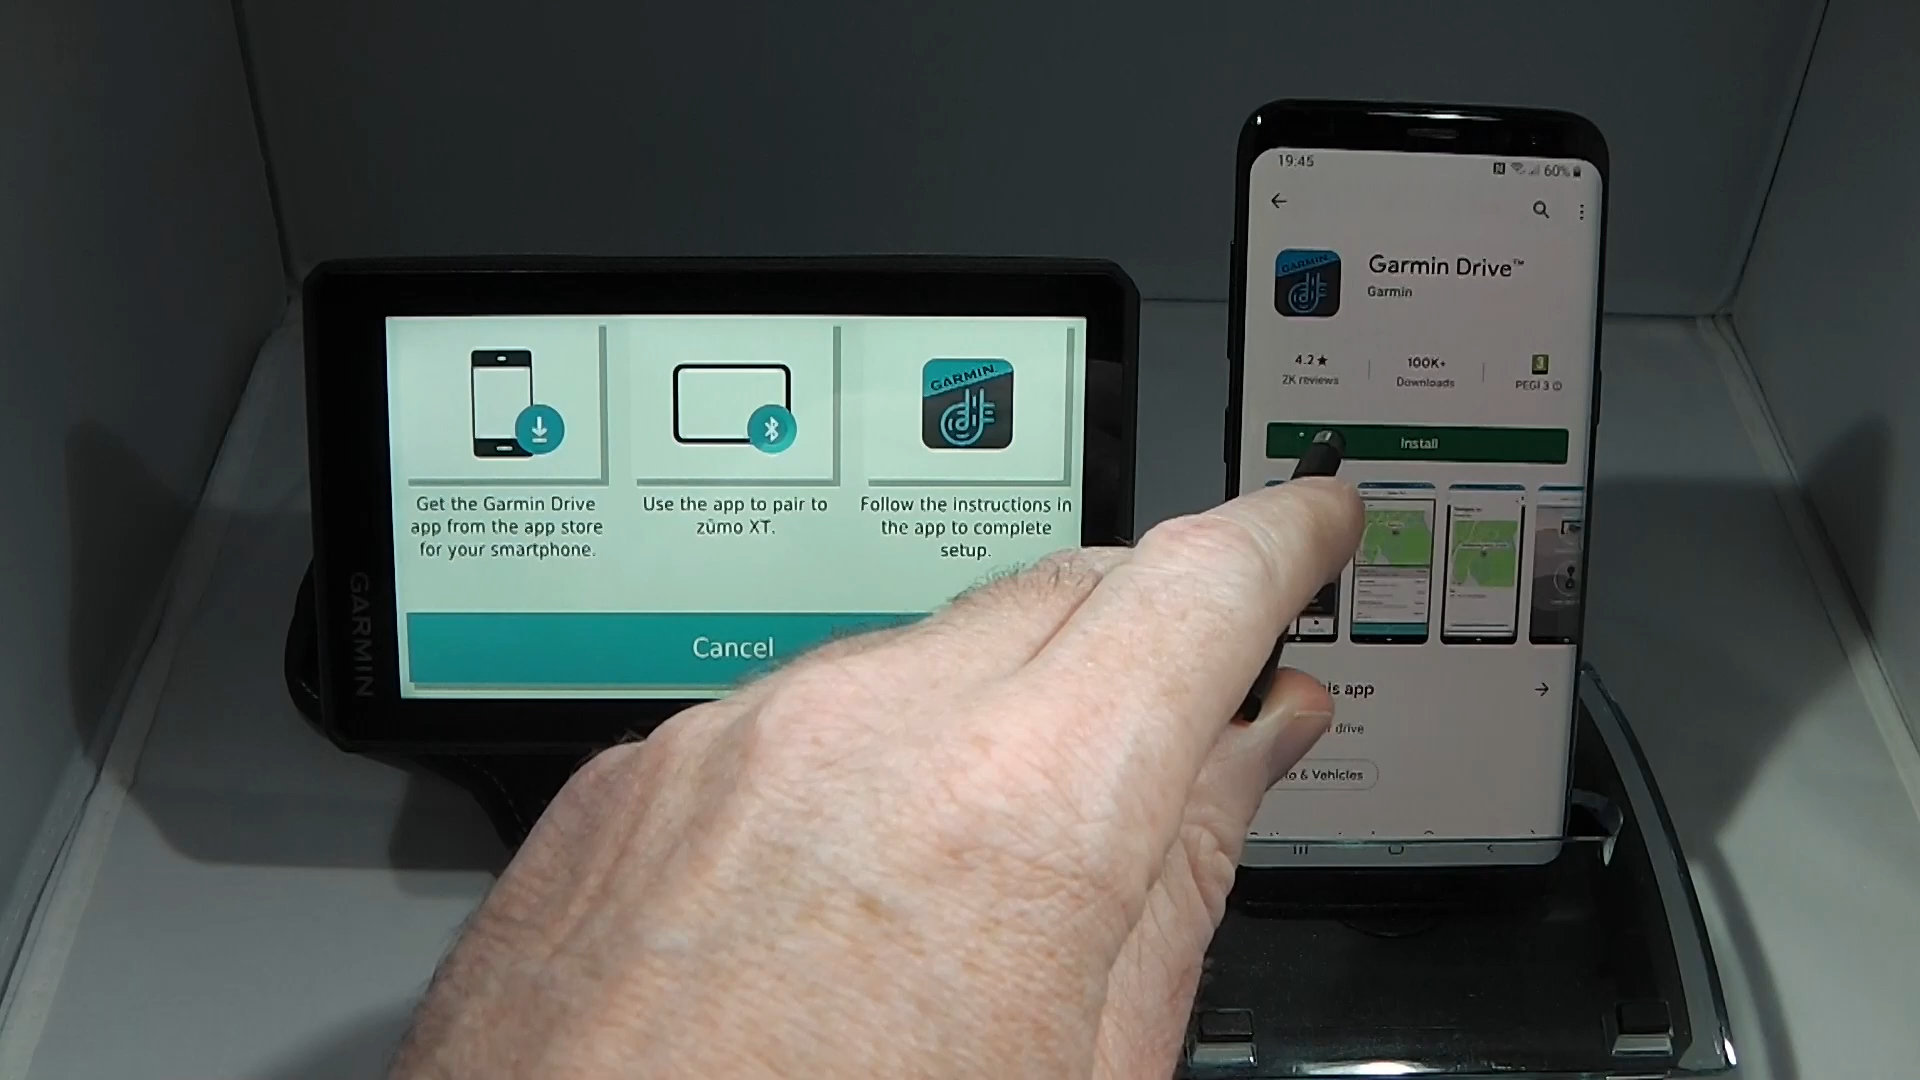 GARMIN
Get the Garmin Drive
app from the app store
for your smartphone.
Use the app to pair to
zūmo XT.
GARMIN
Follow the instructions in
the app to complete
setup.
Cancel
19:45
60%
GARMIN
Garmin Drive™
Garmin
4.2★
2K reviews
100K+
Downloads
3
PEGI 3
Install
is app
drive
& Vehicles